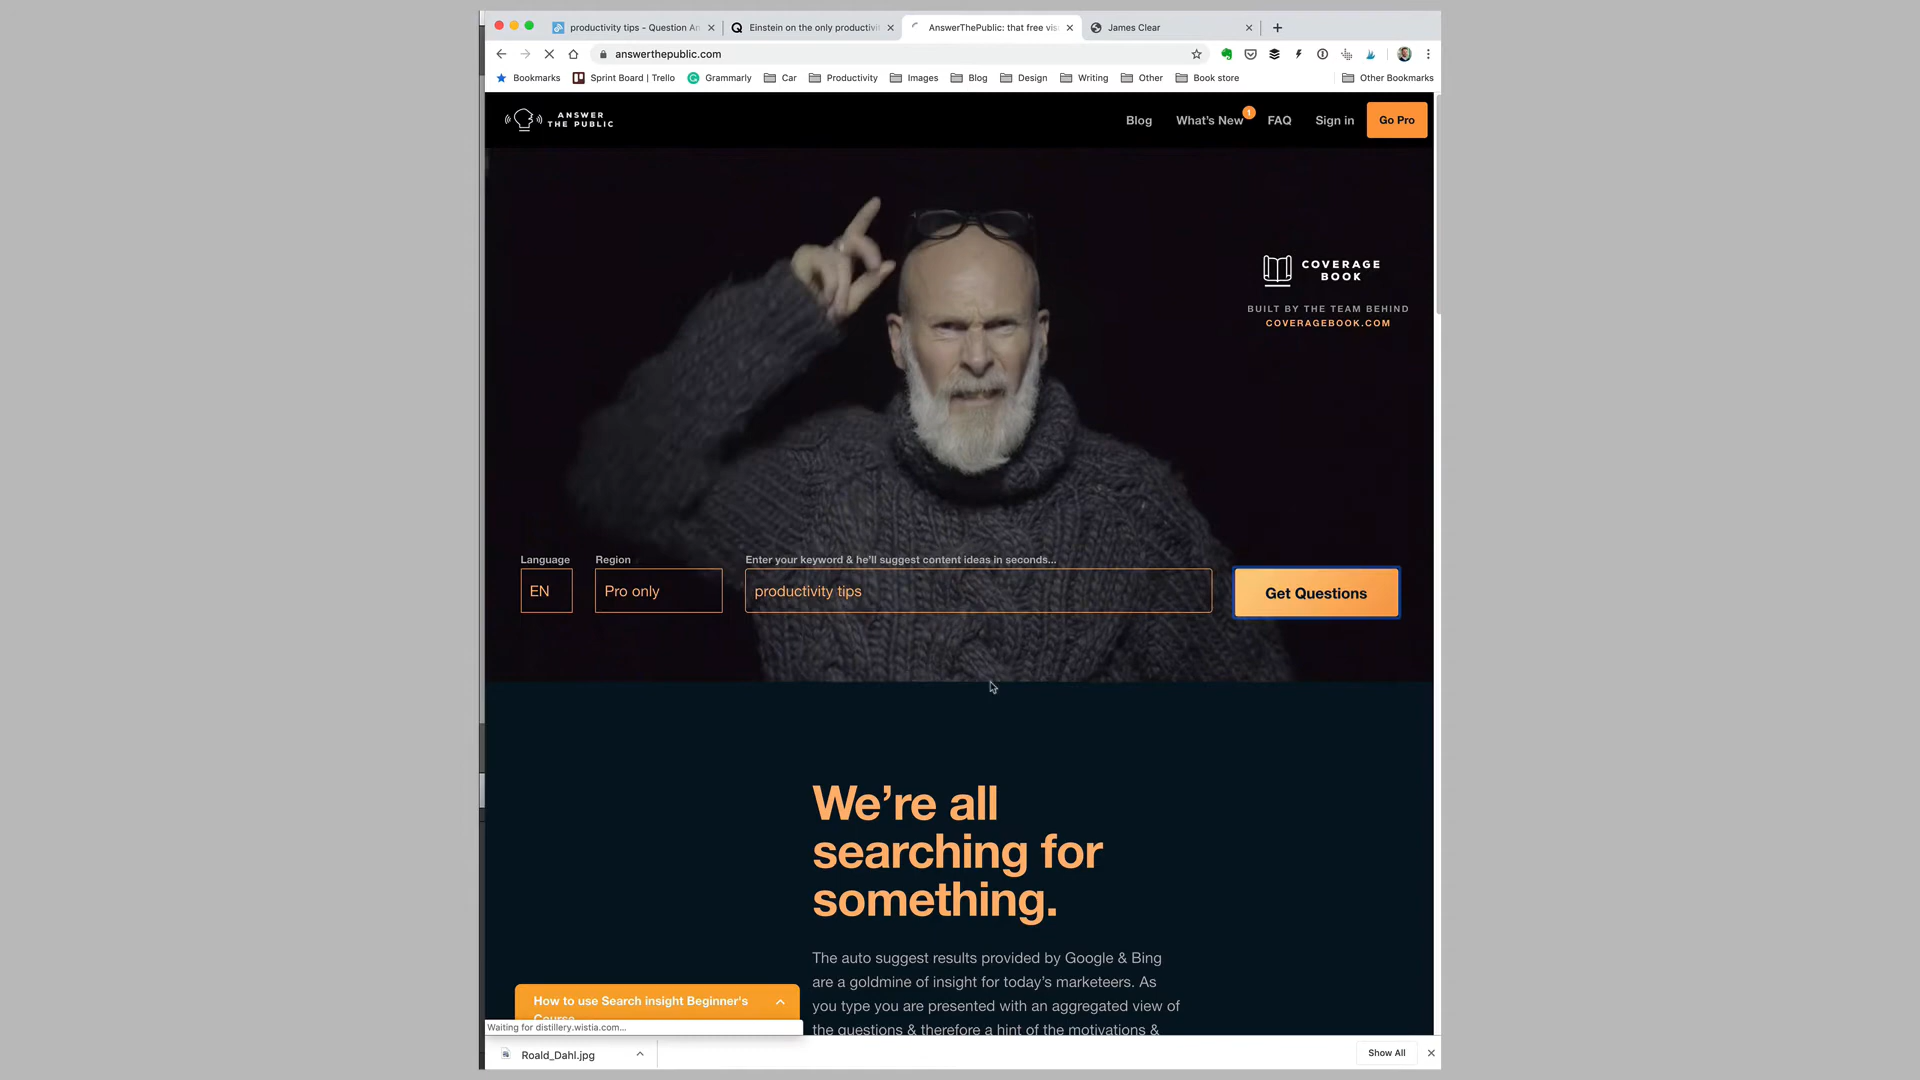 productivity tips – Question An
Einstein on the only productivit
AnswerThePublic: that free vis
James Clear
answerthepublic.com
Bookmarks
Sprint Board | Trello
Grammarly
Car
Productivity
Images
Blog
Design
Writing
Other
Book store
Other Bookmarks
ANSWER
THE PUBLIC
Blog
What's New
1
FAQ
Sign in
Go Pro
COVERAGE
BOOK
BUILT BY THE TEAM BEHIND
COVERAGEBOOK.COM
Language
Region
Enter your keyword & he'll suggest content ideas in seconds...
EN
Pro only
productivity tips
Get Questions
We're all
searching for
something.
The auto suggest results provided by Google & Bing
are a goldmine of insight for today's marketeers. As
you type you are presented with an aggregated view of
the questions & therefore a hint of the motivations &
How to use Search insight Beginner's
Course
Waiting for distillery.wistia.com...
Roald_Dahl.jpg
Show All